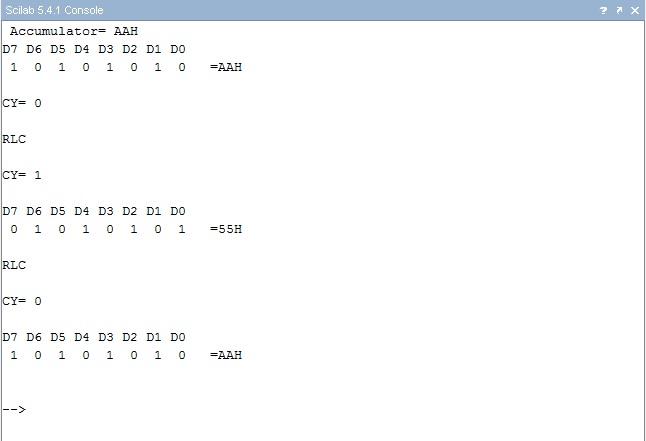 Scilab 5.4.1 Console
Accumulator= AAH
D7 D6 D5 D4 D3 D2 D1 D0
1 0 1 0 1 0 1 0 =AAH
CY= 0
RLC
CY= 1
D7 D6 D5 D4 D3 D2 D1 D0
0 1 0 1 0 1 0 1 =55H
RLC
CY= 0
D7 D6 D5 D4 D3 D2 D1 D0
1 0 1 0 1 0 1 0 =AAH
-->